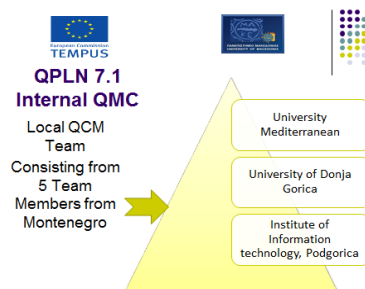 European Commission
TEMPUS
QPLN 7.1
Internal QMC
Local QCM
Team
Consisting from
5 Team
Members from
Montenegro
University
Mediterranean
University of Donja
Gorica
Institute of
Information
technology, Podgorica